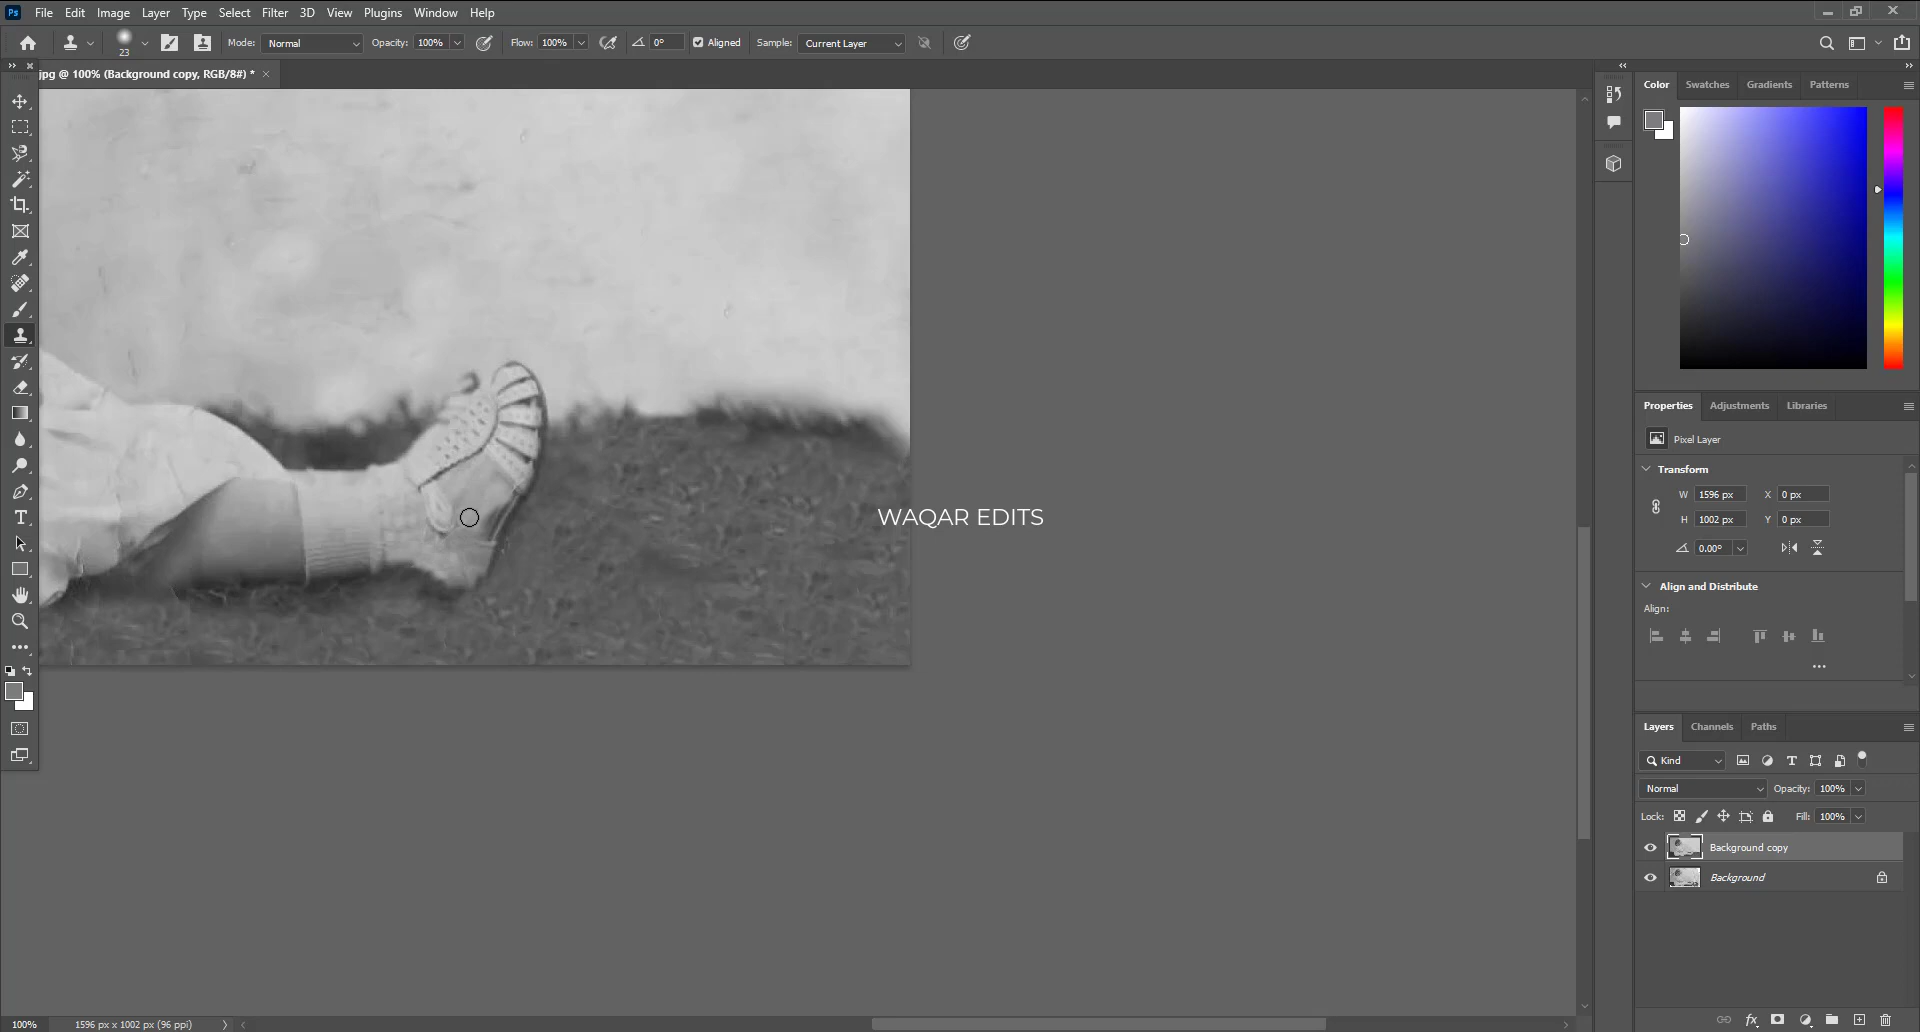 Ps File Edit Image Layer Type Select Filter 3D View Plugins Window Help
23 Mode: Normal Opacity: 100% Flow: 100% 0° Aligned Sample: Current Layer
jpg @ 100% (Background copy, RGB/8#) * ×
Color Swatches Gradients Patterns
Properties Adjustments Libraries
Pixel Layer
Transform
W 1596 px X 0 px
H 1002 px Y 0 px
0.00°
Align and Distribute
Align:
WAQAR EDITS
Layers Channels Paths
Kind
Normal Opacity: 100%
Lock: Fill: 100%
Background copy
Background
100% 1596 px x 1002 px (96 ppi)